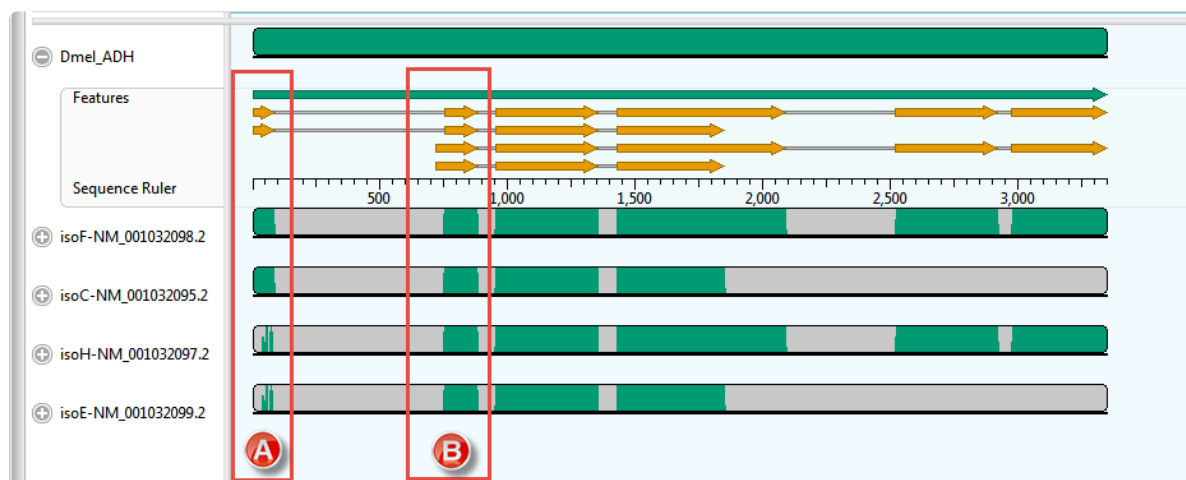 Dmel_ADH
Features
Sequence Ruler
500 1,000 1,500 2,000 2,500 3,000
isoF-NM_001032098.2
isoC-NM_001032095.2
isoH-NM_001032097.2
isoE-NM_001032099.2
A B